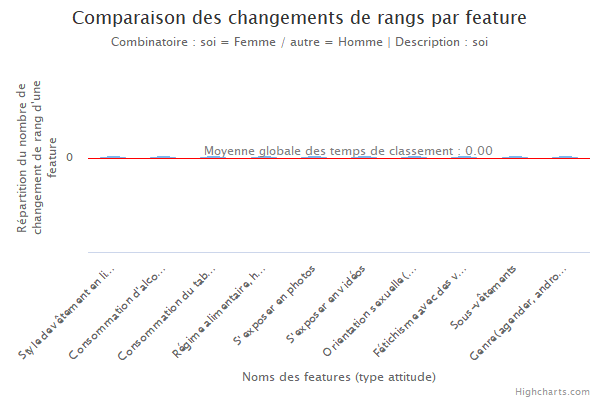 Comparaison des changements de rangs par feature
Combinatoire : soi = Femme / autre = Homme | Description : soi
Répartition du nombre de
changement de rang d'une
feature
0
Moyenne globale des temps de classement : 0.00
Style de vêtement en li...
Consommation d'alco...
Consommation du tab...
Régime alimentaire, h...
S'exposer en photos
S'exposer en vidéos
Orientation sexuelle (...
Fétichisme avec des v...
Sous-vêtements
Genre (agender, andro...
Noms des features (type attitude)
Highcharts.com